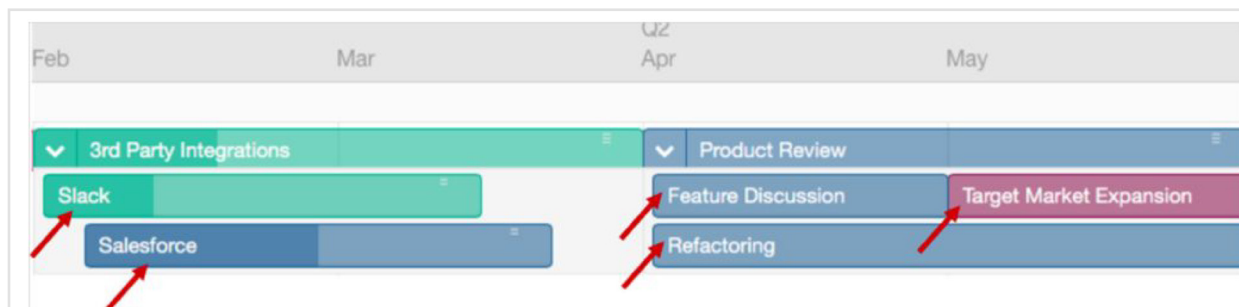 Q2
Feb Mar Apr May
3rd Party Integrations Product Review
Slack Feature Discussion Target Market Expansion
Salesforce Refactoring